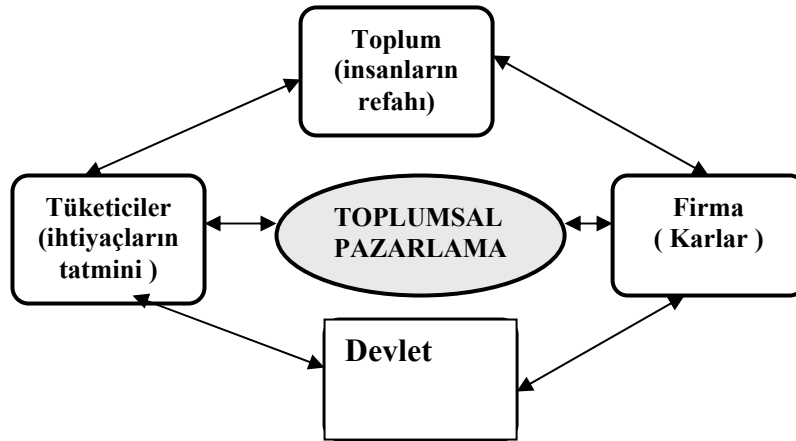 Toplum
(insanların
refahı)
Tüketiciler
(ihtiyaçların
tatmini )
TOPLUMSAL
PAZARLAMA
Firma
( Karlar )
Devlet